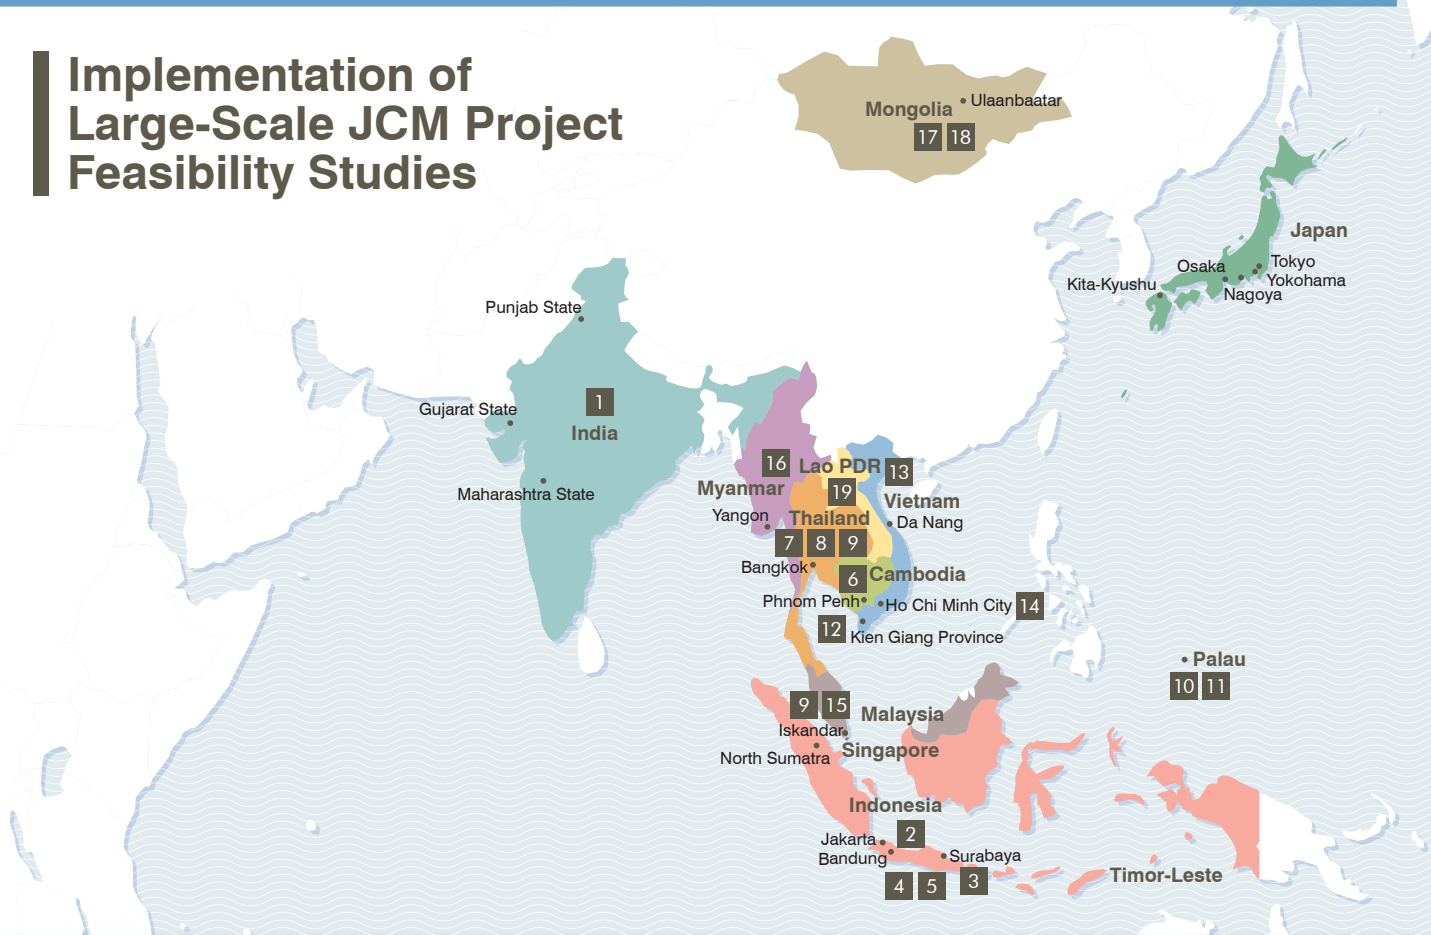 Implementation of
Large-Scale JCM Project
Feasibility Studies
Mongolia
Ulaanbaatar
17 18
Japan
Osaka
Tokyo
Kita-Kyushu
Yokohama
Nagoya
Punjab State
1
Gujarat State
India
Maharashtra State
16
Lao PDR
13
Myanmar
19
Vietnam
Yangon
Thailand
Da Nang
7 8 9
Bangkok
6
Cambodia
Phnom Penh
Ho Chi Minh City
14
12
Kien Giang Province
Palau
10 11
9 15
Malaysia
Iskandar
Singapore
North Sumatra
Indonesia
2
Jakarta
Bandung
Surabaya
4 5
3
Timor-Leste